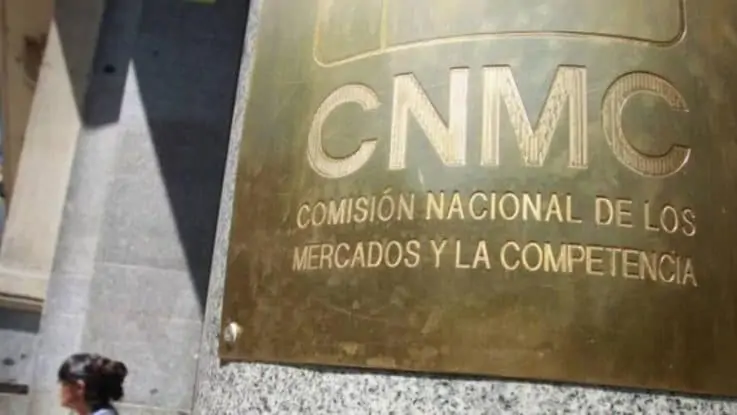 CNMC
COMISIÓN NACIONAL DE LOS
MERCADOS Y LA COMPETENCIA